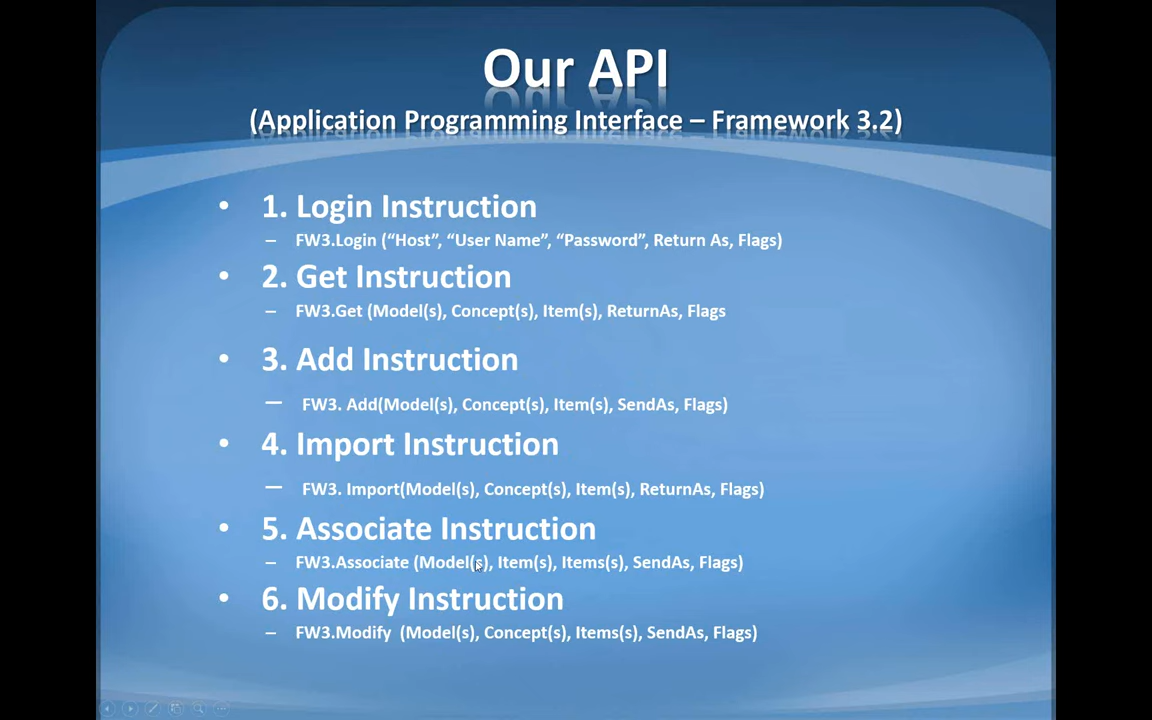 Our API
(Application Programming Interface – Framework 3.2)
• 1. Login Instruction
– FW3.Login (“Host”, “User Name”, “Password”, Return As, Flags)
• 2. Get Instruction
– FW3.Get (Model(s), Concept(s), Item(s), ReturnAs, Flags
• 3. Add Instruction
– FW3. Add(Model(s), Concept(s), Item(s), SendAs, Flags)
• 4. Import Instruction
– FW3. Import(Model(s), Concept(s), Item(s), ReturnAs, Flags)
• 5. Associate Instruction
– FW3.Associate (Model(s), Item(s), Items(s), SendAs, Flags)
• 6. Modify Instruction
– FW3.Modify (Model(s), Concept(s), Items(s), SendAs, Flags)